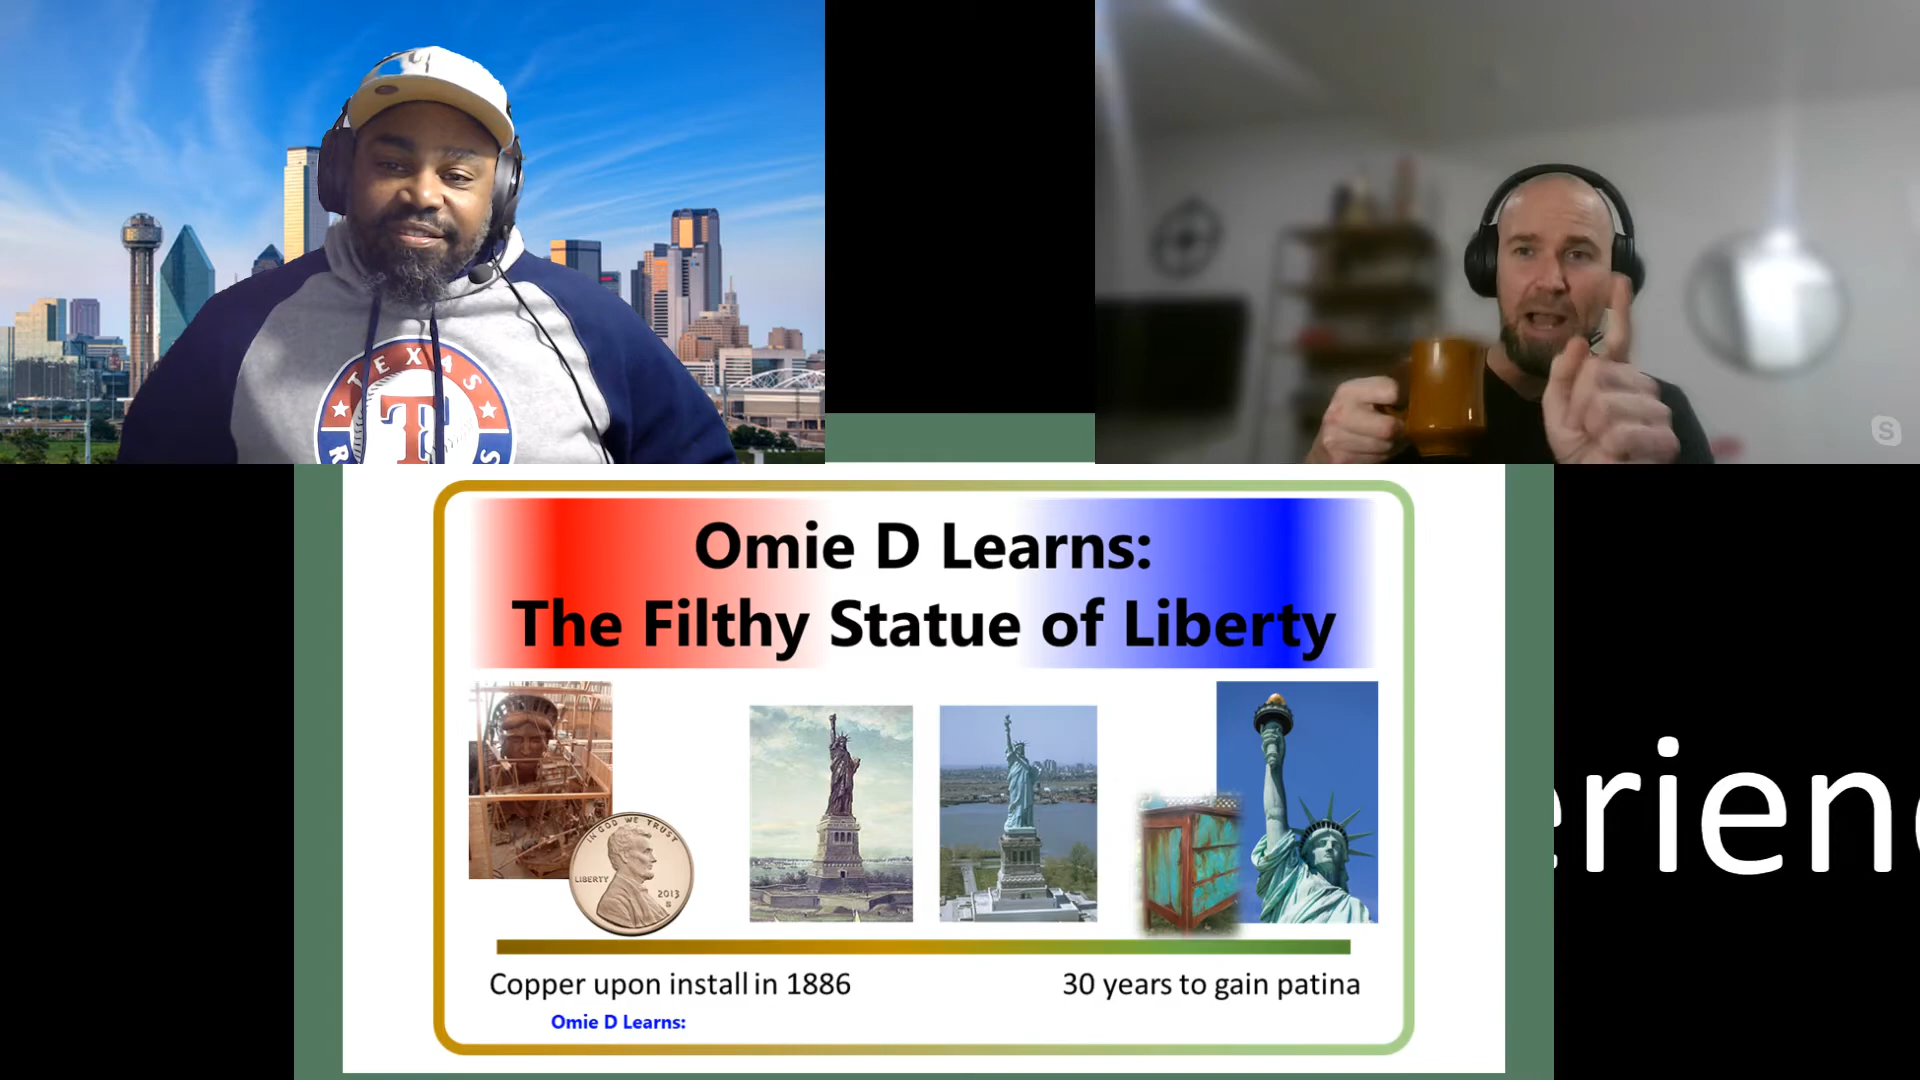 TEXAS
T
R
S
S
Omie D Learns:
The Filthy Statue of Liberty
IN GOD WE TRUST
LIBERTY
2013
S
erien
Copper upon install in 1886
30 years to gain patina
Omie D Learns: